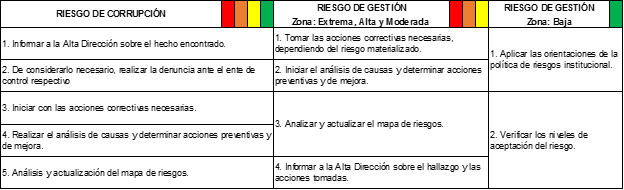 RIESGO DE CORRUPCIÓN
RIESGO DE GESTIÓN
Zona: Extrema, Alta y Moderada
RIESGO DE GESTIÓN
Zona: Baja
1. Informar a la Alta Dirección sobre el hecho encontrado.
1. Tomar las acciones correctivas necesarias,
dependiendo del riesgo materializado.
1. Aplicar las orientaciones de la
política de riesgos institucional.
2. De considerarlo necesario, realizar la denuncia ante el ente de
control respectivo
2. Iniciar el análisis de causas y determinar acciones
preventivas y de mejora.
3. Iniciar con las acciones correctivas necesarias.
3. Analizar y actualizar el mapa de riesgos.
2. Verificar los niveles de
aceptación del riesgo.
4. Realizar el análisis de causas y determinar acciones preventivas y
de mejora.
5. Análisis y actualización del mapa de riesgos.
4. Informar a la Alta Dirección sobre el hallazgo y las
acciones tomadas.